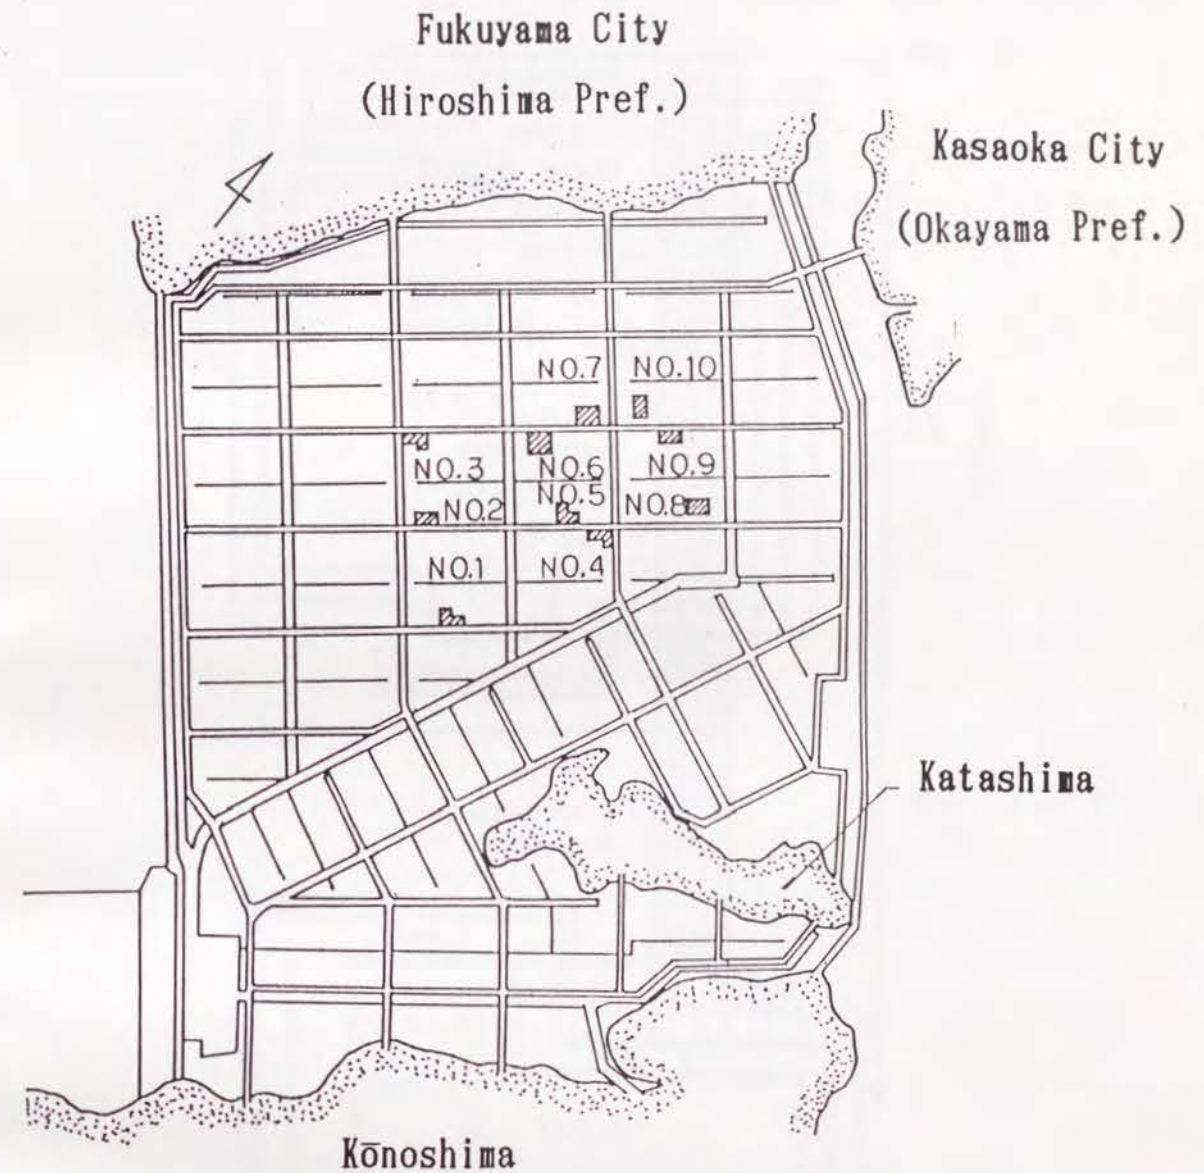 Fukuyama City
(Hiroshima Pref.)
Kasaoka City
(Okayama Pref.)
NO.7 NO.10
NO.3 NO.6 NO.9
NO.2 NO.5 NO.8
NO.1 NO.4
Katashima
Kōnoshima